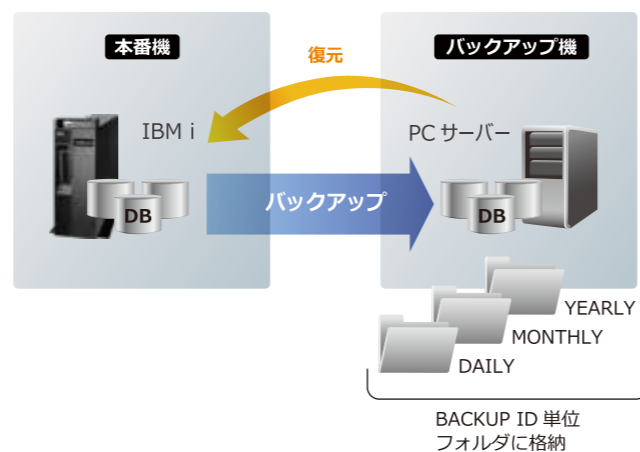 本番機
バックアップ機
復元
IBM i
PC サーバー
DB
バックアップ
DB
YEARLY
MONTHLY
DAILY
BACKUP ID 単位
フォルダに格納